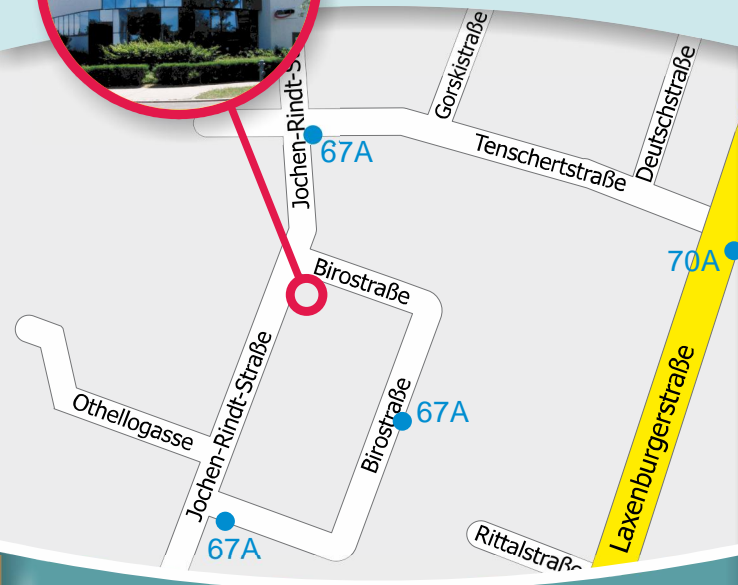 Gorskistraße
Deutschstraße
Jochen-Rindt-S
67A
Tenschertstraße
70A
Birostraße
Jochen-Rindt-Straße
Othellogasse
Birostraße
67A
Laxenburgerstraße
67A
Rittalstraße